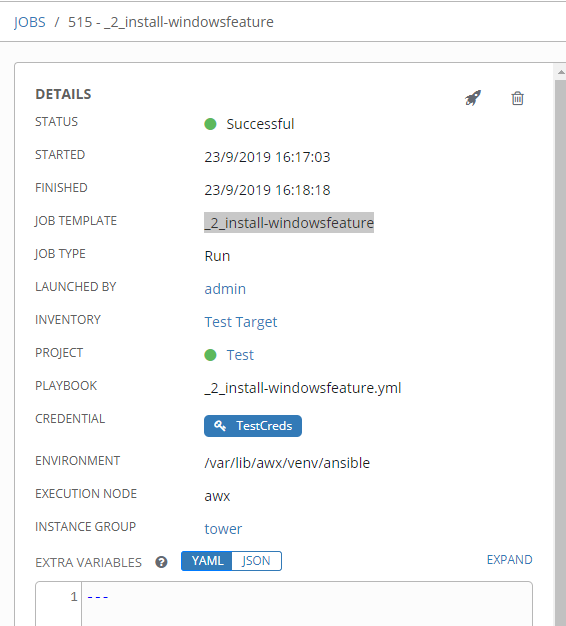 JOBS / 515 - _2_install-windowsfeature
DETAILS
STATUS Successful
STARTED 23/9/2019 16:17:03
FINISHED 23/9/2019 16:18:18
JOB TEMPLATE _2_install-windowsfeature
JOB TYPE Run
LAUNCHED BY admin
INVENTORY Test Target
PROJECT Test
PLAYBOOK _2_install-windowsfeature.yml
CREDENTIAL TestCreds
ENVIRONMENT /var/lib/awx/venv/ansible
EXECUTION NODE awx
INSTANCE GROUP tower
EXTRA VARIABLES ? YAML JSON EXPAND
1 ---